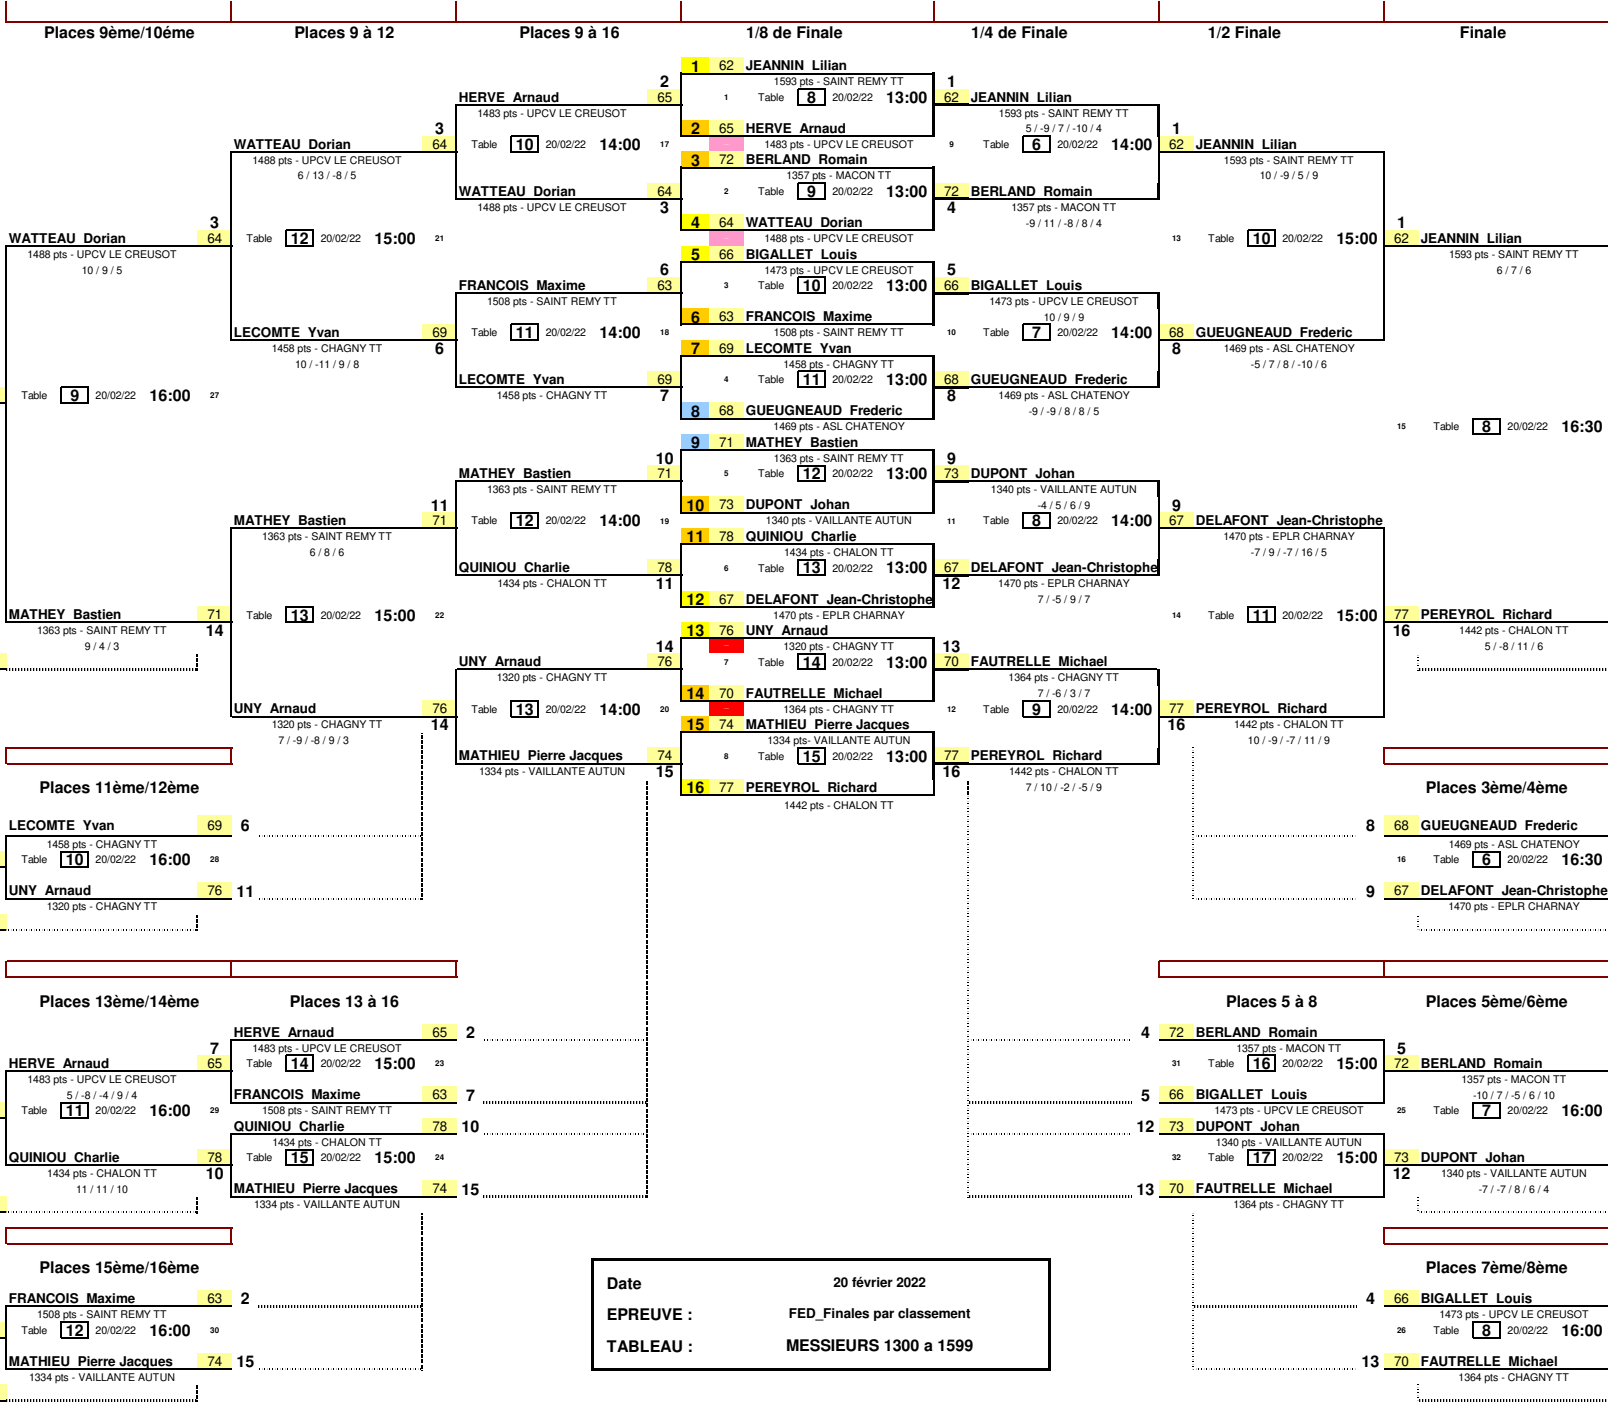 Places 9ème/10éme
Places 9 à 12
Places 9 à 16
1/8 de Finale
1/4 de Finale
1/2 Finale
Finale
1 62 JEANNIN Lilian
1593 pts - SAINT REMY TT
1 Table 8 20/02/22 13:00
2 65 HERVE Arnaud
1483 pts - UPCV LE CREUSOT
3 72 BERLAND Romain
1357 pts - MACON TT
2 Table 9 20/02/22 13:00
4 64 WATTEAU Dorian
1488 pts - UPCV LE CREUSOT
5 66 BIGALLET Louis
1473 pts - UPCV LE CREUSOT
3 Table 10 20/02/22 13:00
6 63 FRANCOIS Maxime
1508 pts - SAINT REMY TT
7 69 LECOMTE Yvan
1458 pts - CHAGNY TT
4 Table 11 20/02/22 13:00
8 68 GUEUGNEAUD Frederic
1469 pts - ASL CHATENOY
9 71 MATHEY Bastien
1363 pts - SAINT REMY TT
5 Table 12 20/02/22 13:00
10 73 DUPONT Johan
1340 pts - VAILLANTE AUTUN
11 78 QUINIOU Charlie
1434 pts - CHALON TT
6 Table 13 20/02/22 13:00
12 67 DELAFONT Jean-Christophe
1470 pts - EPLR CHARNAY
13 76 UNY Arnaud
1320 pts - CHAGNY TT
7 Table 14 20/02/22 13:00
14 70 FAUTRELLE Michael
1364 pts - CHAGNY TT
15 74 MATHIEU Pierre Jacques
1334 pts- VAILLANTE AUTUN
8 Table 15 20/02/22 13:00
16 77 PEREYROL Richard
1442 pts - CHALON TT
2
HERVE Arnaud 65
1483 pts - UPCV LE CREUSOT
Table 10 20/02/22 14:00 17
WATTEAU Dorian 64
1488 pts - UPCV LE CREUSOT 3
6
FRANCOIS Maxime 63
1508 pts - SAINT REMY TT
Table 11 20/02/22 14:00 18
LECOMTE Yvan 69
1458 pts - CHAGNY TT 7
10
MATHEY Bastien 71
1363 pts - SAINT REMY TT
Table 12 20/02/22 14:00 19
QUINIOU Charlie 78
1434 pts - CHALON TT 11
14
UNY Arnaud 76
1320 pts - CHAGNY TT
Table 13 20/02/22 14:00 20
MATHIEU Pierre Jacques 74
1334 pts - VAILLANTE AUTUN 15
3
WATTEAU Dorian 64
1488 pts - UPCV LE CREUSOT
6 / 13 / -8 / 5
Table 12 20/02/22 15:00 21
LECOMTE Yvan 69
1458 pts - CHAGNY TT 6
10 / -11 / 9 / 8
11
MATHEY Bastien 71
1363 pts - SAINT REMY TT
6 / 8 / 6
Table 13 20/02/22 15:00 22
UNY Arnaud 76
1320 pts - CHAGNY TT 14
7 / -9 / -8 / 9 / 3
3
WATTEAU Dorian 64
1488 pts - UPCV LE CREUSOT
10 / 9 / 5
Table 9 20/02/22 16:00 27
MATHEY Bastien 71
1363 pts - SAINT REMY TT 14
9 / 4 / 3
1
62 JEANNIN Lilian
1593 pts - SAINT REMY TT
5 / -9 / 7 / -10 / 4
9 Table 6 20/02/22 14:00
72 BERLAND Romain
4 1357 pts - MACON TT
-9 / 11 / -8 / 8 / 4
5
66 BIGALLET Louis
1473 pts - UPCV LE CREUSOT
10 / 9 / 9
10 Table 7 20/02/22 14:00
68 GUEUGNEAUD Frederic
8 1469 pts - ASL CHATENOY
-9 / -9 / 8 / 8 / 5
9
73 DUPONT Johan
1340 pts - VAILLANTE AUTUN
-4 / 5 / 6 / 9
11 Table 8 20/02/22 14:00
67 DELAFONT Jean-Christophe
12 1470 pts - EPLR CHARNAY
7 / -5 / 9 / 7
13
70 FAUTRELLE Michael
1364 pts - CHAGNY TT
7 / -6 / 3 / 7
12 Table 9 20/02/22 14:00
77 PEREYROL Richard
16 1442 pts - CHALON TT
7 / 10 / -2 / -5 / 9
1
62 JEANNIN Lilian
1593 pts - SAINT REMY TT
10 / -9 / 5 / 9
13 Table 10 20/02/22 15:00
68 GUEUGNEAUD Frederic
8 1469 pts - ASL CHATENOY
-5 / 7 / 8 / -10 / 6
9
67 DELAFONT Jean-Christophe
1470 pts - EPLR CHARNAY
-7 / 9 / -7 / 16 / 5
14 Table 11 20/02/22 15:00
77 PEREYROL Richard
16 1442 pts - CHALON TT
10 / -9 / -7 / 11 / 9
1
62 JEANNIN Lilian
1593 pts - SAINT REMY TT
6 / 7 / 6
15 Table 8 20/02/22 16:30
77 PEREYROL Richard
16 1442 pts - CHALON TT
5 / -8 / 11 / 6
Places 11ème/12ème
LECOMTE Yvan 69 6
1458 pts - CHAGNY TT
Table 10 20/02/22 16:00 28
UNY Arnaud 76 11
1320 pts - CHAGNY TT
Places 3ème/4ème
8 68 GUEUGNEAUD Frederic
1469 pts - ASL CHATENOY
16 Table 6 20/02/22 16:30
9 67 DELAFONT Jean-Christophe
1470 pts - EPLR CHARNAY
Places 13ème/14ème
Places 13 à 16
HERVE Arnaud 65 2
1483 pts - UPCV LE CREUSOT
Table 14 20/02/22 15:00 23
FRANCOIS Maxime 63 7
1508 pts - SAINT REMY TT
QUINIOU Charlie 78 10
1434 pts - CHALON TT
Table 15 20/02/22 15:00 24
MATHIEU Pierre Jacques 74 15
1334 pts - VAILLANTE AUTUN
7
HERVE Arnaud 65
1483 pts - UPCV LE CREUSOT
5 / -8 / -4 / 9 / 4
Table 11 20/02/22 16:00 29
QUINIOU Charlie 78
1434 pts - CHALON TT 10
11 / 11 / 10
Places 5 à 8
Places 5ème/6ème
4 72 BERLAND Romain
1357 pts - MACON TT
31 Table 16 20/02/22 15:00
5 66 BIGALLET Louis
1473 pts - UPCV LE CREUSOT
12 73 DUPONT Johan
1340 pts - VAILLANTE AUTUN
32 Table 17 20/02/22 15:00
13 70 FAUTRELLE Michael
1364 pts - CHAGNY TT
5
72 BERLAND Romain
1357 pts - MACON TT
-10 / 7 / -5 / 6 / 10
25 Table 7 20/02/22 16:00
73 DUPONT Johan
12 1340 pts - VAILLANTE AUTUN
-7 / -7 / 8 / 6 / 4
Places 15ème/16ème
FRANCOIS Maxime 63 2
1508 pts - SAINT REMY TT
Table 12 20/02/22 16:00 30
MATHIEU Pierre Jacques 74 15
1334 pts - VAILLANTE AUTUN
Date 20 février 2022
EPREUVE : FED_Finales par classement
TABLEAU : MESSIEURS 1300 a 1599
Places 7ème/8ème
4 66 BIGALLET Louis
1473 pts - UPCV LE CREUSOT
26 Table 8 20/02/22 16:00
13 70 FAUTRELLE Michael
1364 pts - CHAGNY TT